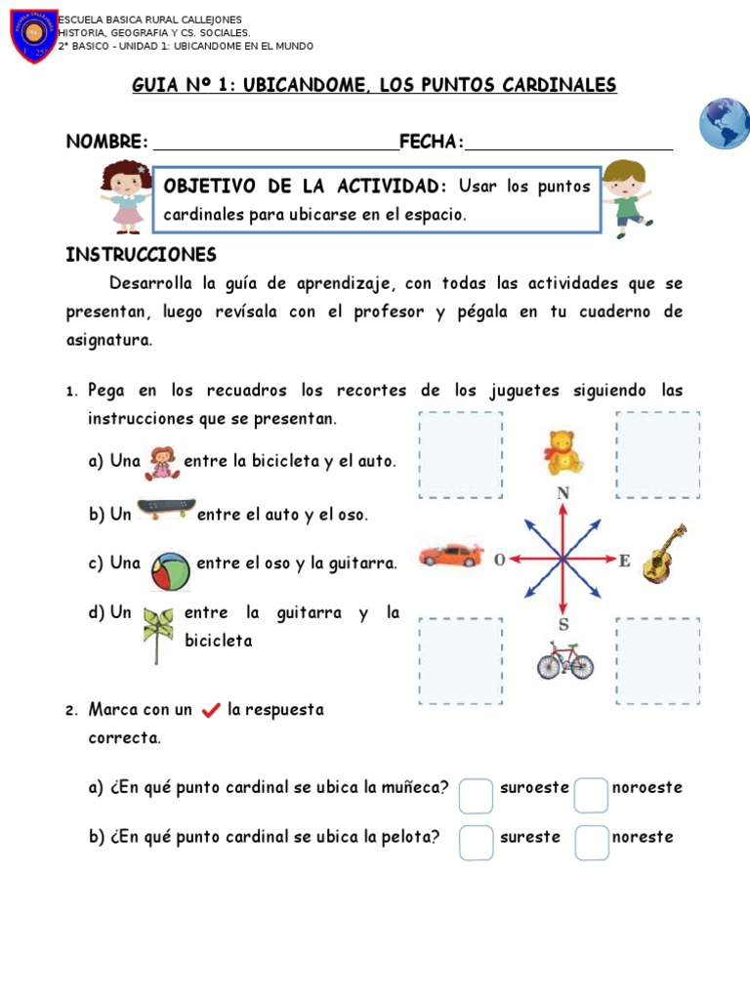 ESCUELA BASICA RURAL CALLEJONES
HISTORIA, GEOGRAFIA Y CS. SOCIALES.
2° BASICO - UNIDAD 1: UBICANDOME EN EL MUNDO
GUIA Nº 1: UBICANDOME, LOS PUNTOS CARDINALES
NOMBRE: ______________________ FECHA: ___________________
OBJETIVO DE LA ACTIVIDAD: Usar los puntos
cardinales para ubicarse en el espacio.
INSTRUCCIONES
Desarrolla la guía de aprendizaje, con todas las actividades que se
presentan, luego revísala con el profesor y pégala en tu cuaderno de
asignatura.
1. Pega en los recuadros los recortes de los juguetes siguiendo las
instrucciones que se presentan.
a) Una entre la bicicleta y el auto.
b) Un entre el auto y el oso.
c) Una entre el oso y la guitarra.
d) Un entre la guitarra y la
bicicleta
N
O
E
S
2. Marca con un la respuesta
correcta.
a) ¿En qué punto cardinal se ubica la muñeca? suroeste noroeste
b) ¿En qué punto cardinal se ubica la pelota? sureste noreste